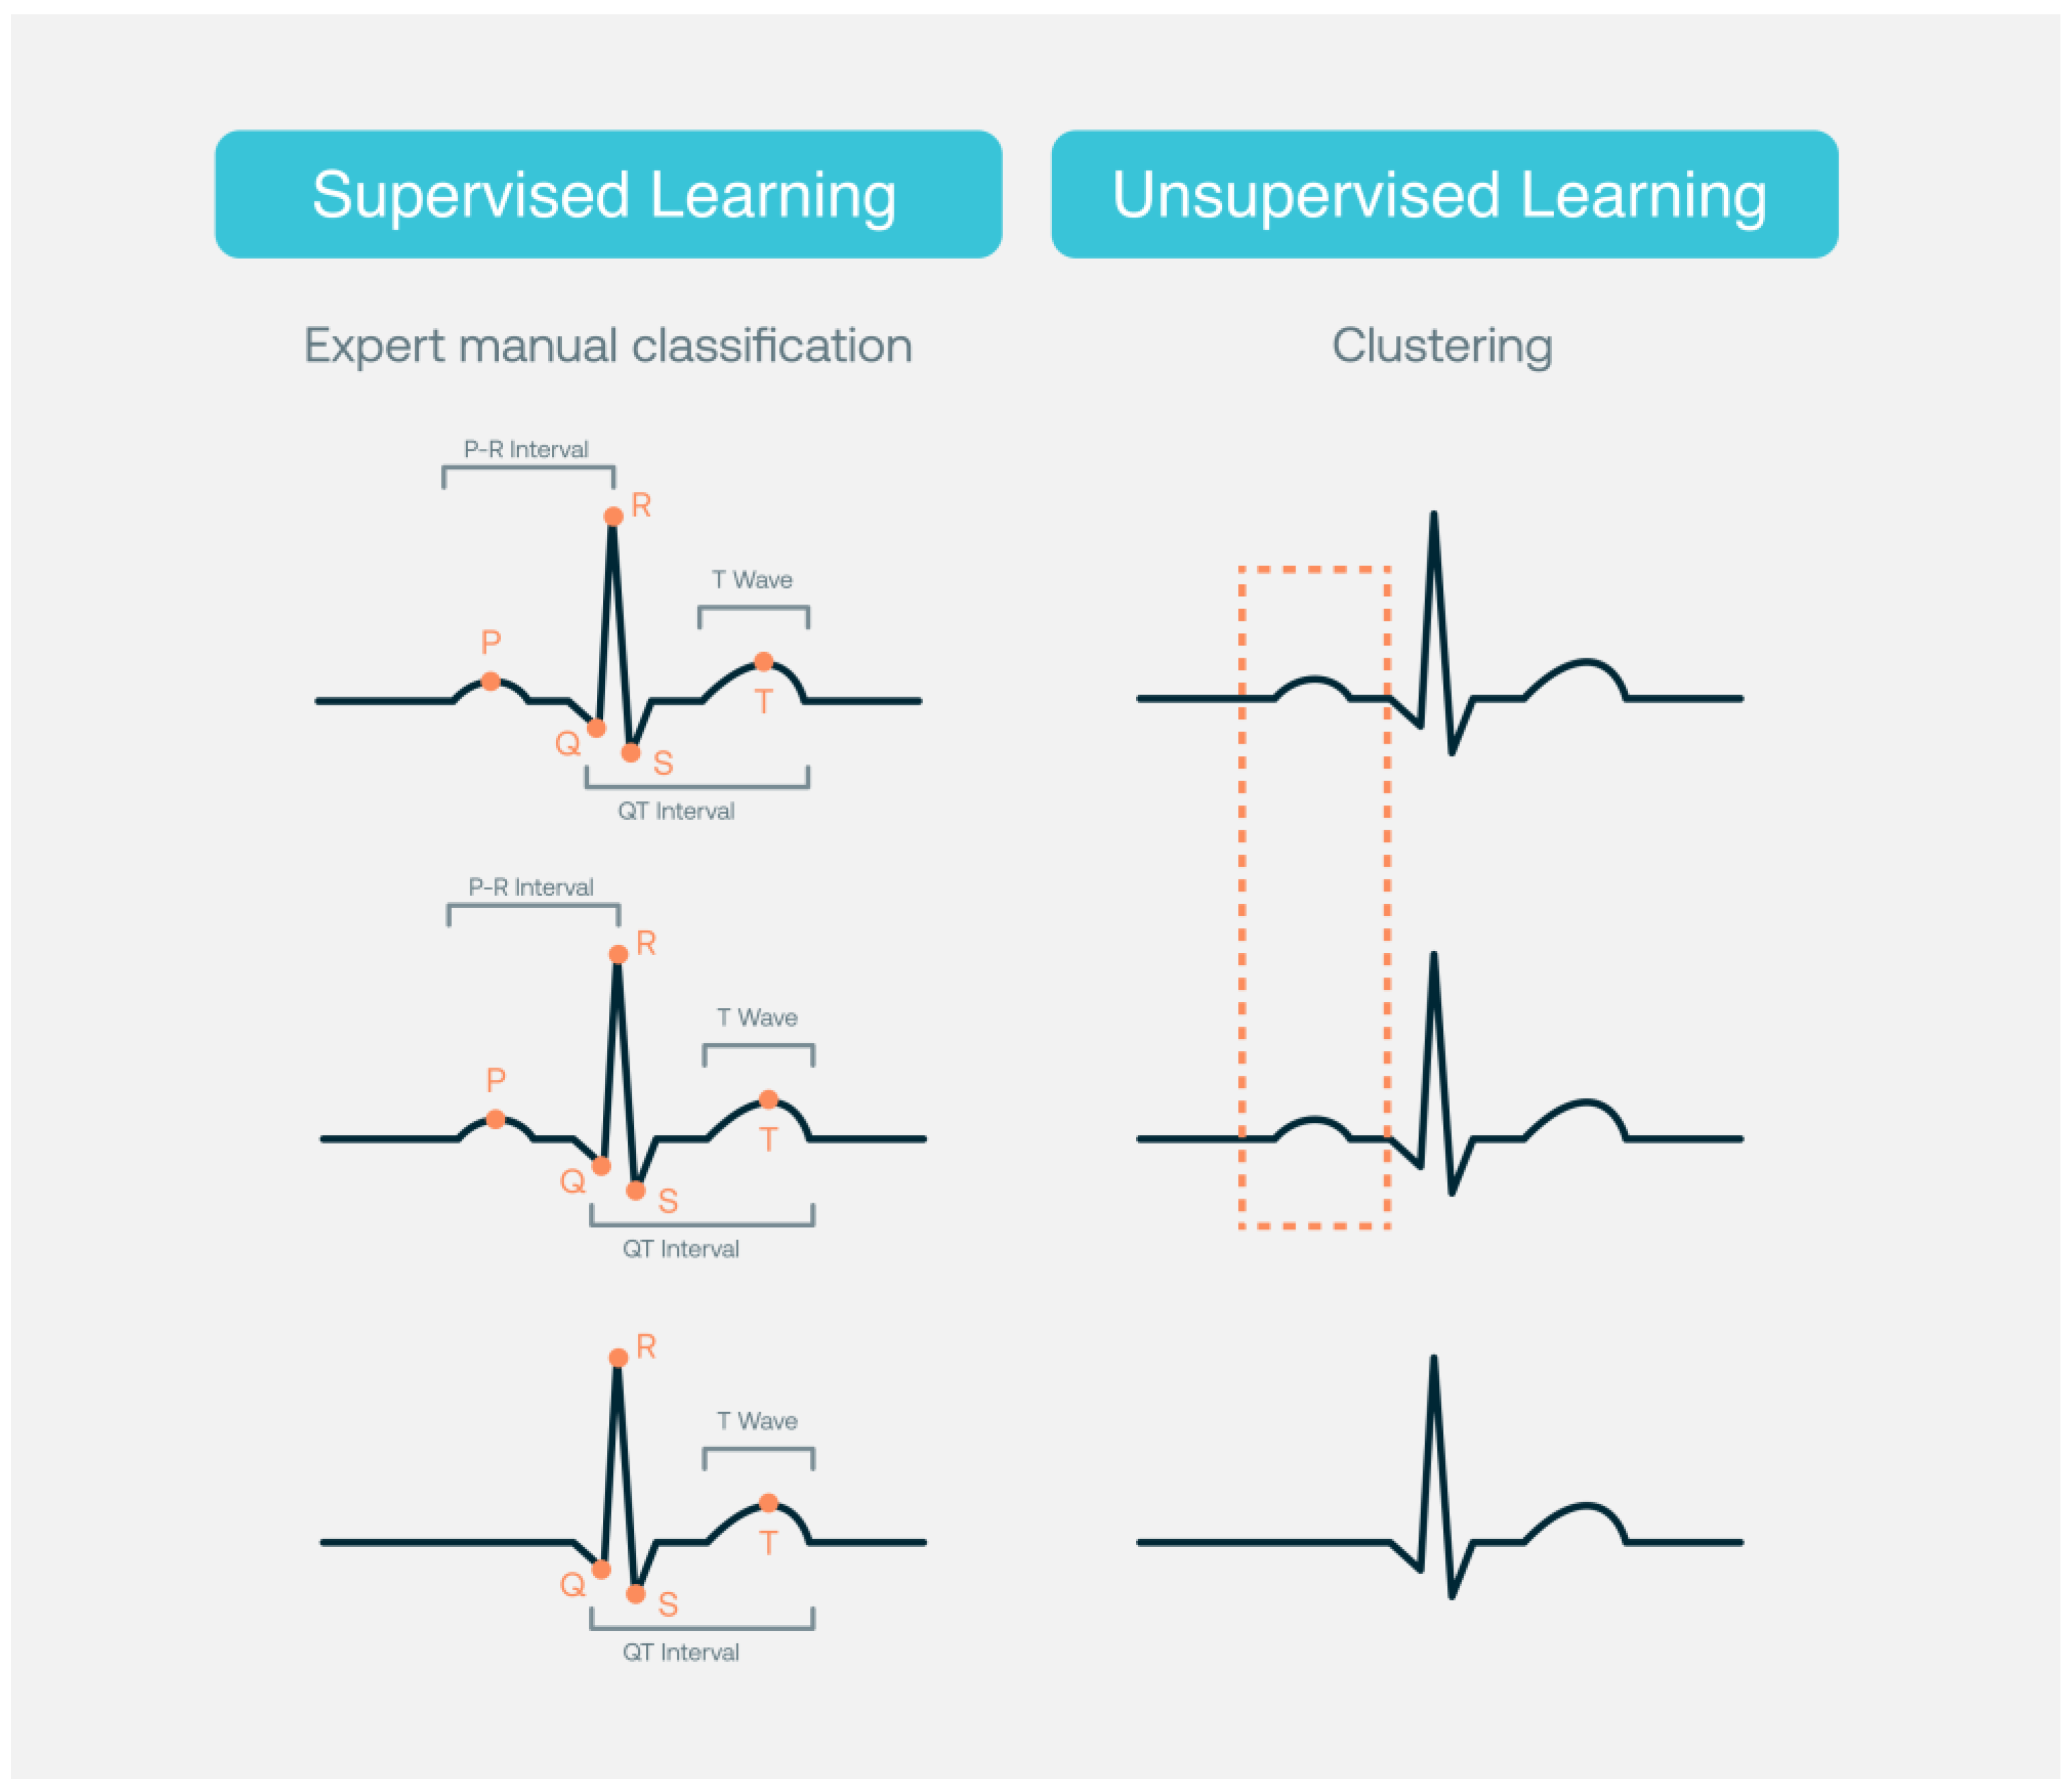 Supervised Learning
Unsupervised Learning
Expert manual classification
Clustering
P-R Interval
R
T Wave
P
T
Q
S
QT Interval
P-R Interval
R
T Wave
P
T
Q
S
QT Interval
R
T Wave
T
Q
S
QT Interval